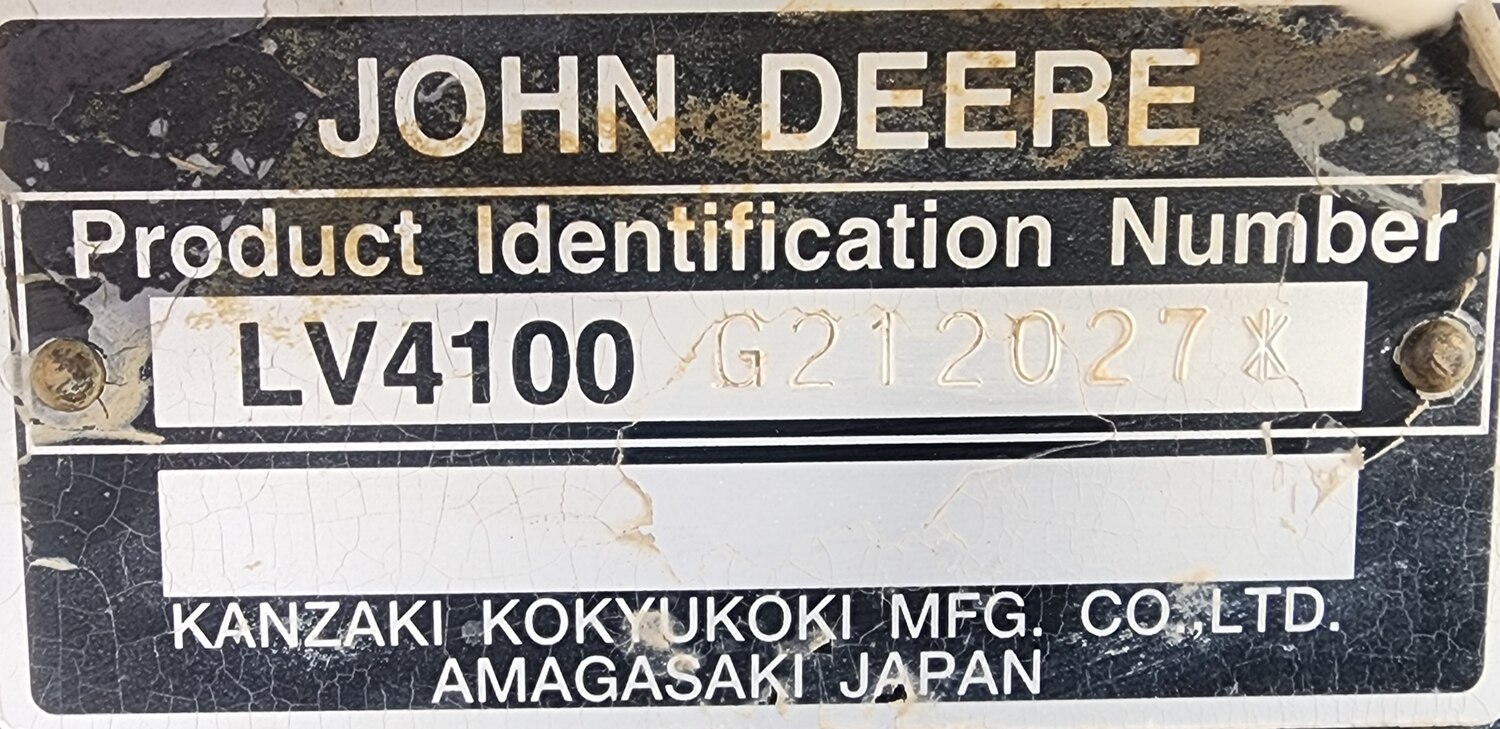 JOHN DEERE
Product Identification Number
LV4100 G212027*
KANZAKI KOKYUKOKI MFG. CO.,LTD.
AMAGASAKI JAPAN